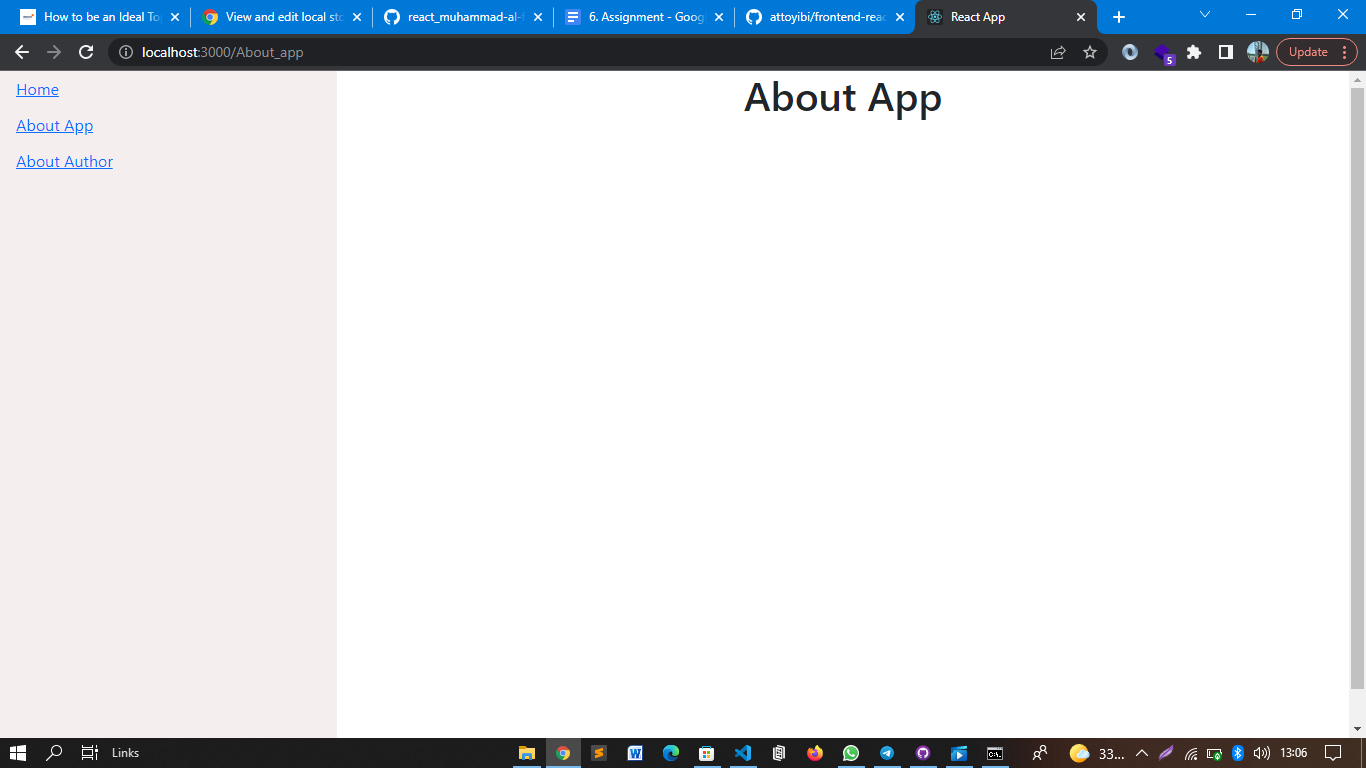 How to be an Ideal To
View and edit local sto
react_muhammad-al-f
6. Assignment - Goog
attoyibi/frontend-reac
React App
localhost:3000/About_app
5
Update
Home
About App
About Author
About App
Links
33...
13:06